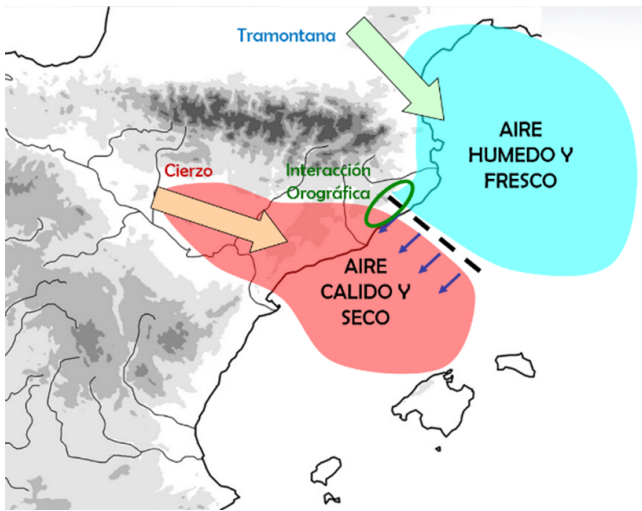 Tramontana
AIRE
HUMEDO Y
FRESCO
Cierzo
Interacción
Orográfica
AIRE
CALIDO Y
SECO